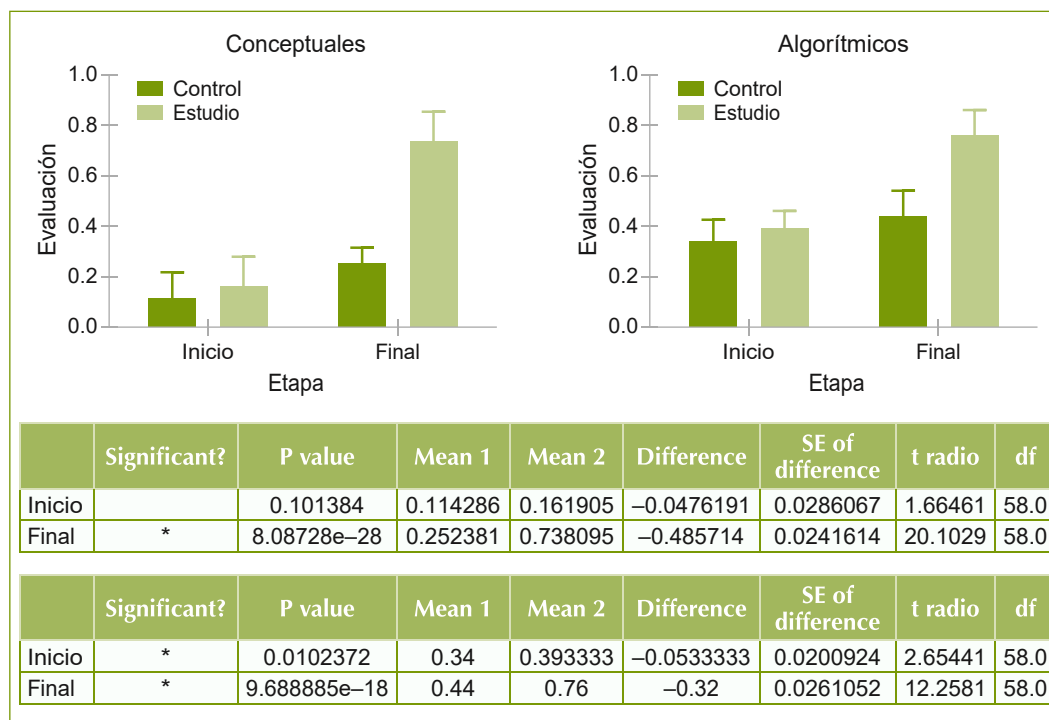 Conceptuales
1.0
0.8
0.6
0.4
0.2
0.0
Evaluación
Control
Estudio
Inicio Final
Etapa
Algorítmicos
1.0
0.8
0.6
0.4
0.2
0.0
Evaluación
Control
Estudio
Inicio Final
Etapa
Significant? P value Mean 1 Mean 2 Difference SE of difference t radio df
Inicio 0.101384 0.114286 0.161905 –0.0476191 0.0286067 1.66461 58.0
Final * 8.08728e–28 0.252381 0.738095 –0.485714 0.0241614 20.1029 58.0
Significant? P value Mean 1 Mean 2 Difference SE of difference t radio df
Inicio * 0.0102372 0.34 0.393333 –0.0533333 0.0200924 2.65441 58.0
Final * 9.688885e–18 0.44 0.76 –0.32 0.0261052 12.2581 58.0